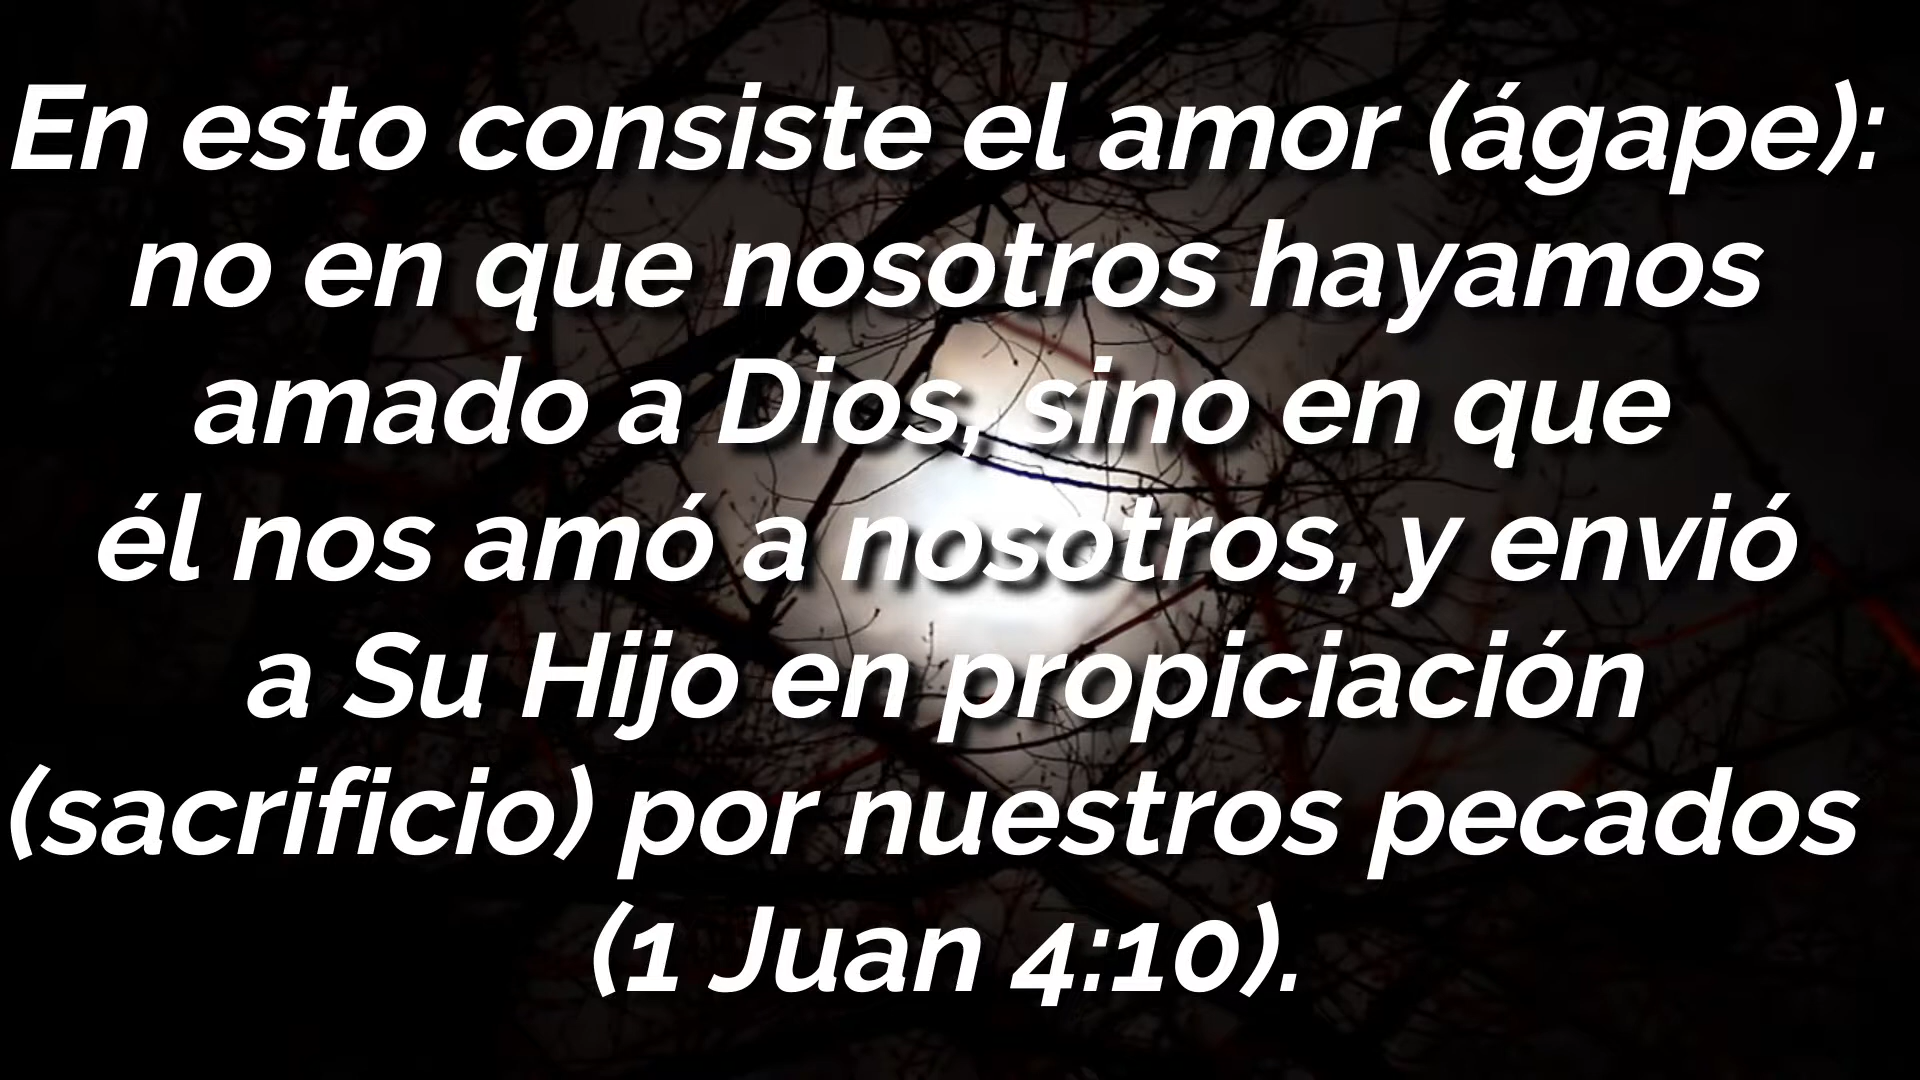 En esto consiste el amor (ágape):
no en que nosotros hayamos
amado a Dios, sino en que
él nos amó a nosotros, y envió
a Su Hijo en propiciación
(sacrificio) por nuestros pecados
(1 Juan 4:10).